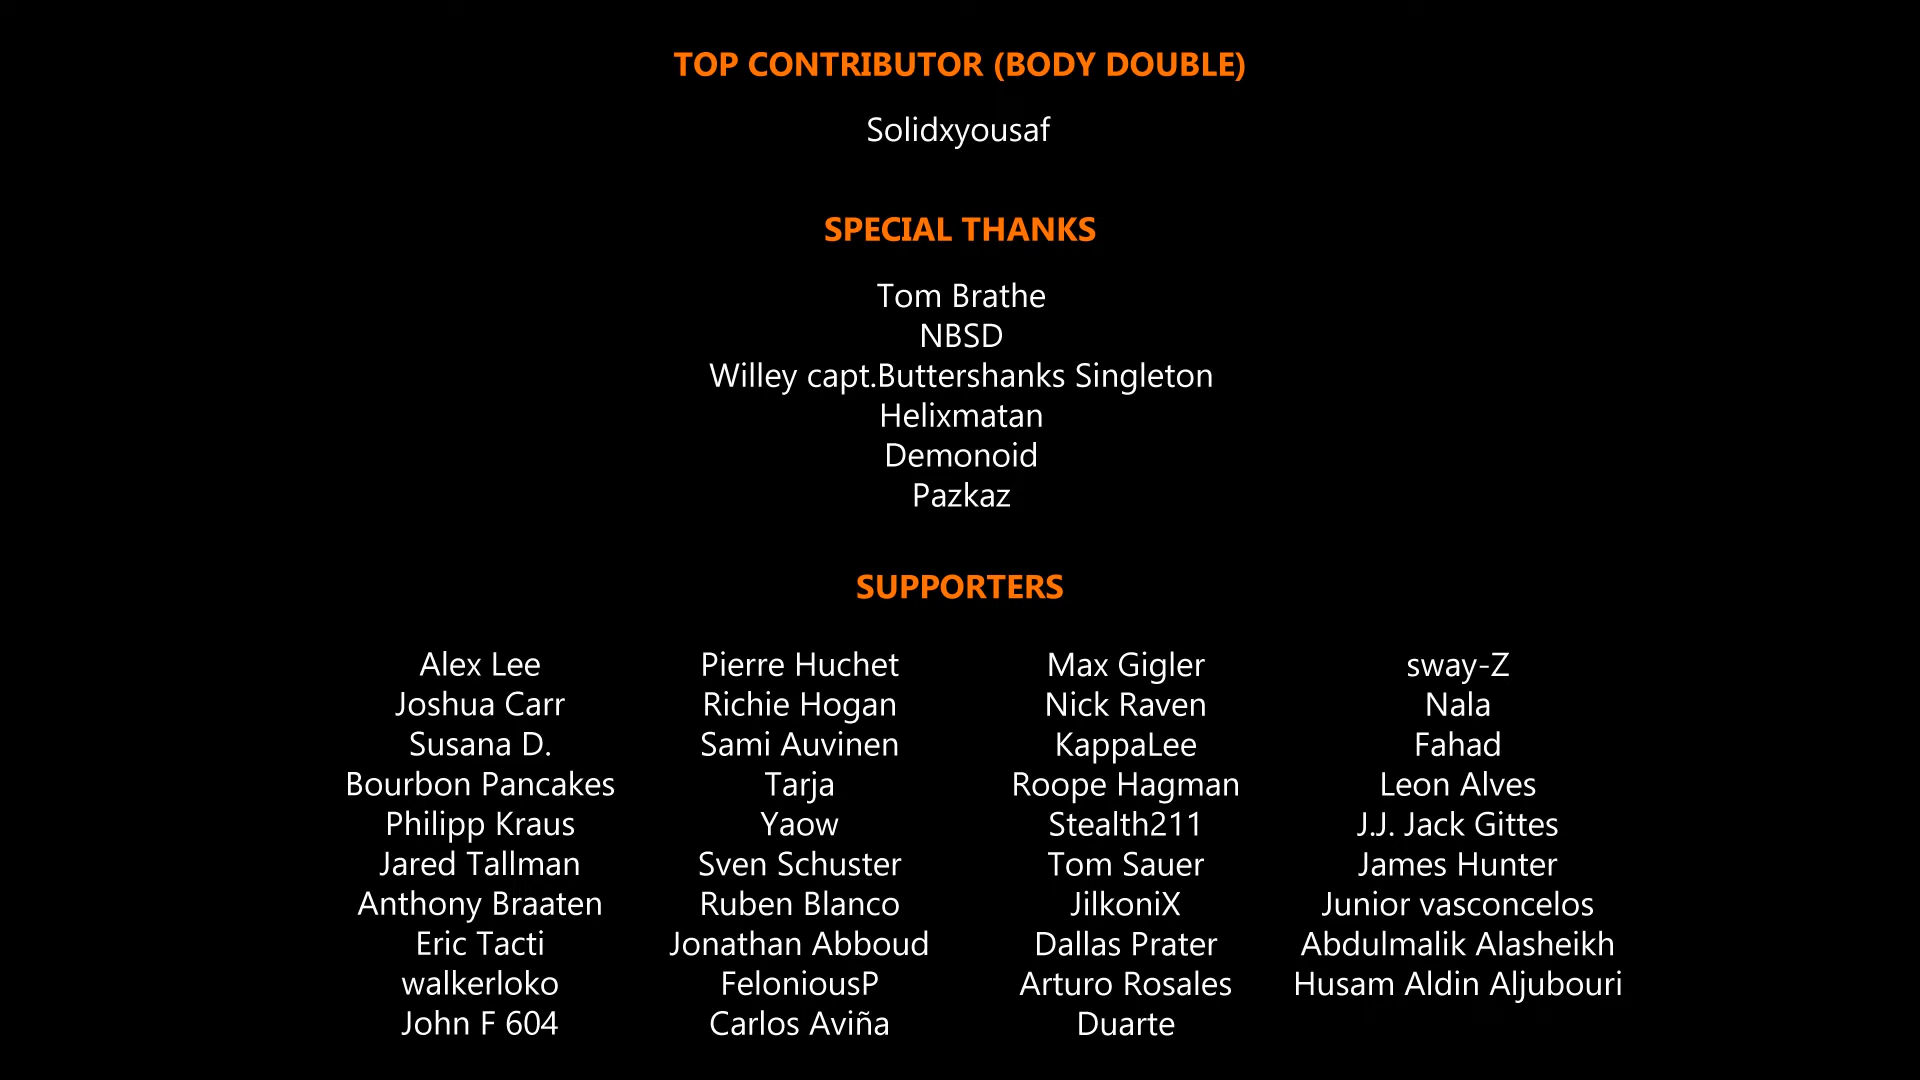 TOP CONTRIBUTOR (BODY DOUBLE)
Solidxyousaf
SPECIAL THANKS
Tom Brathe
NBSD
Willey capt.Buttershanks Singleton
Helixmatan
Demonoid
Pazkaz
SUPPORTERS
Alex Lee
Joshua Carr
Susana D.
Bourbon Pancakes
Philipp Kraus
Jared Tallman
Anthony Braaten
Eric Tacti
walkerloko
John F 604
Pierre Huchet
Richie Hogan
Sami Auvinen
Tarja
Yaow
Sven Schuster
Ruben Blanco
Jonathan Abboud
FeloniousP
Carlos Aviña
Max Gigler
Nick Raven
KappaLee
Roope Hagman
Stealth211
Tom Sauer
JilkoniX
Dallas Prater
Arturo Rosales
Duarte
sway-Z
Nala
Fahad
Leon Alves
J.J. Jack Gittes
James Hunter
Junior vasconcelos
Abdulmalik Alasheikh
Husam Aldin Aljubouri